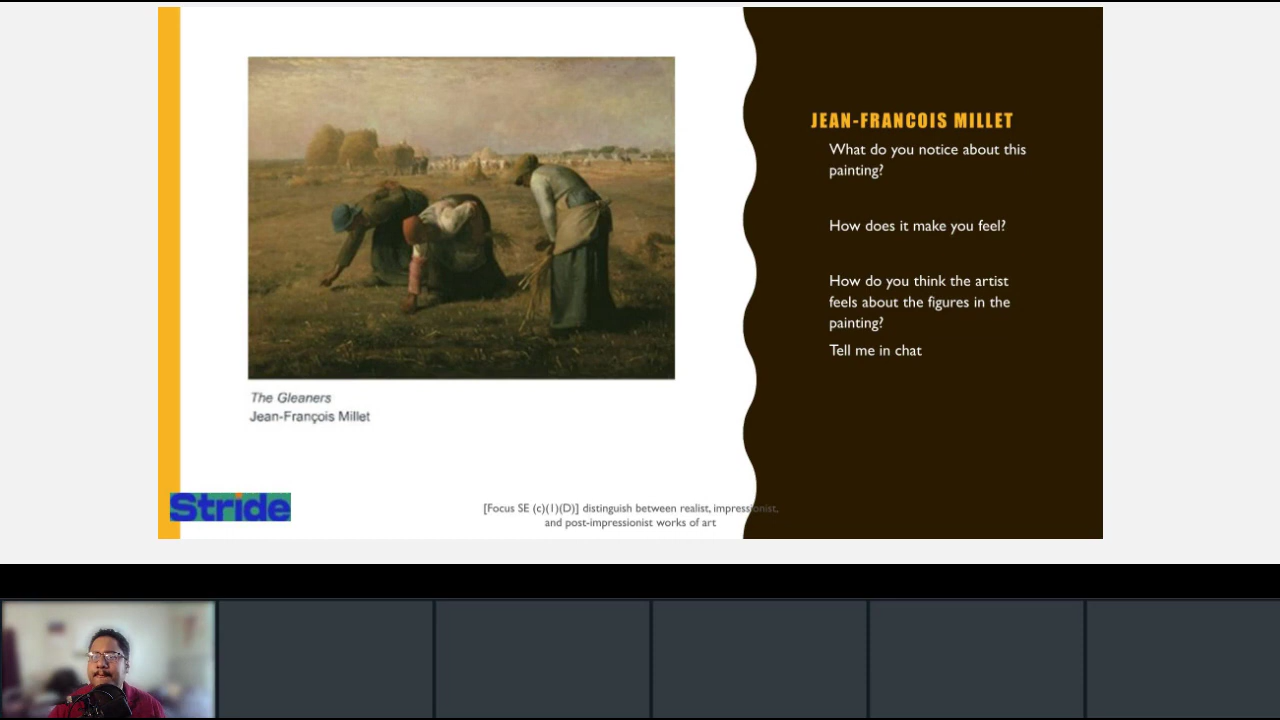 JEAN-FRANCOIS MILLET
What do you notice about this
painting?
How does it make you feel?
How do you think the artist
feels about the figures in the
painting?
Tell me in chat
The Gleaners
Jean-François Millet
Stride
[Focus SE (c)(1)(D)] distinguish between realist, impressionist,
and post-impressionist works of art